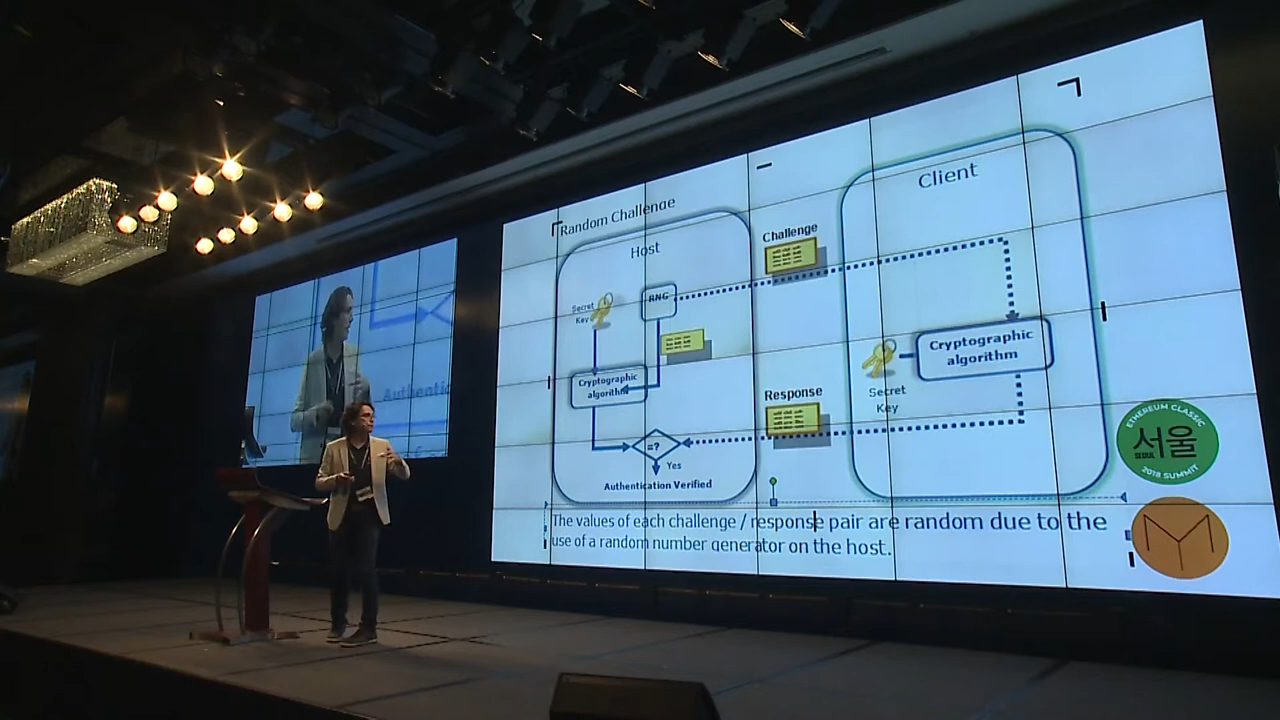 Random Challenge
Host
Client
Challenge
Secret
Key
RNG
Cryptographic
algorithm
Cryptographic
algorithm
Response
Secret
Key
=?
Yes
Authentication Verified
The values of each challenge / response pair are random due to the
use of a random number generator on the host.
ETHEREUM CLASSIC
서울
SEOUL
2018 SUMMIT
Authentic